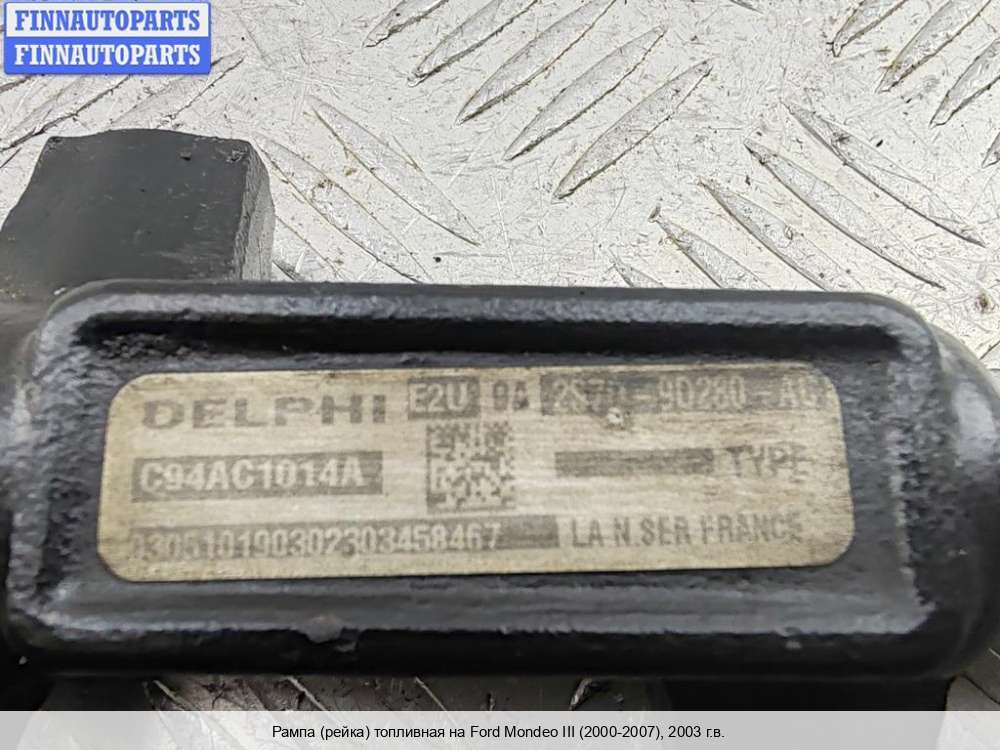 FINNAUTOPARTS
FINNAUTOPARTS
DELPHI E2U 9A
C94AC1014A TYPE
LA N.SER FRANCE
Рампа (рейка) топливная на Ford Mondeo III (2000-2007), 2003 г.в.